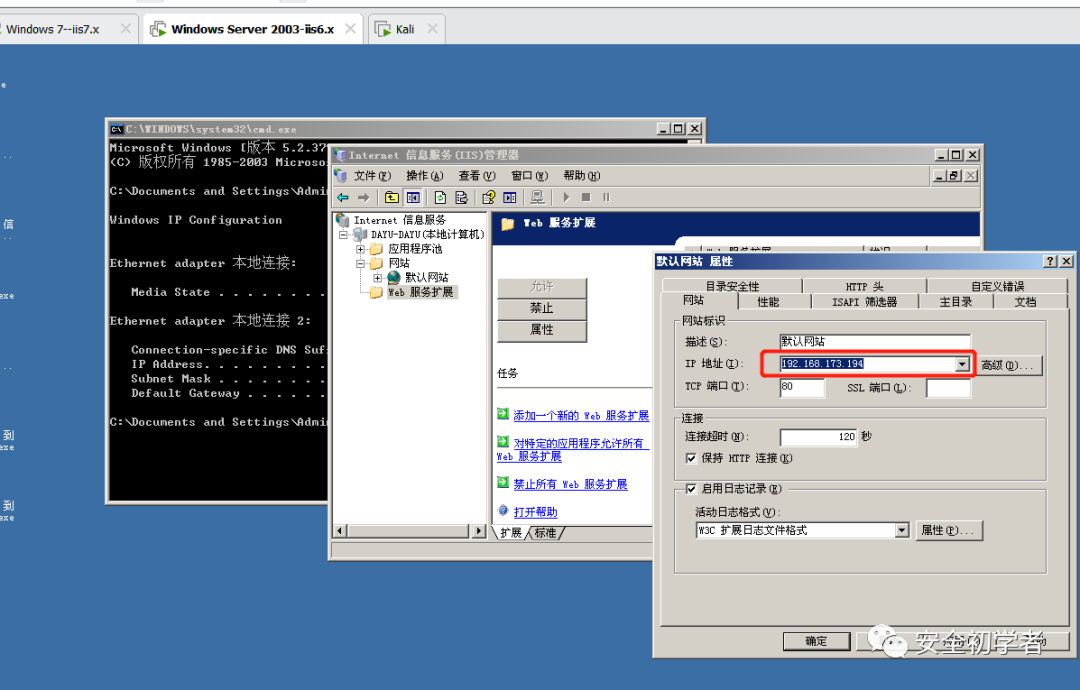 Windows 7--iis7.x
Windows Server 2003-iis6.x
Kali
e
信
exe
到
exe
到
exe
C:\WINDOWS\system32\cmd.exe
Microsoft Windows [版本 5.2.37
(C) 版权所有 1985-2003 Microso
C:\Documents and Settings\Admi
Windows IP Configuration
Ethernet adapter 本地连接:
Media State . . . . . . . .
Ethernet adapter 本地连接 2:
Connection-specific DNS Suf
IP Address. . . . . . . . .
Subnet Mask . . . . . . . .
Default Gateway . . . . . .
C:\Documents and Settings\Admi
Internet 信息服务(IIS)管理器
文件(F) 操作(A) 查看(V) 窗口(W) 帮助(H)
Internet 信息服务
DAYU-DAYU(本地计算机)
应用程序池
网站
默认网站
Web 服务扩展
Web 服务扩展
允许
禁止
属性
任务
添加一个新的 Web 服务扩展
对特定的应用程序允许所有
Web 服务扩展
禁止所有 Web 服务扩展
打开帮助
扩展 标准
默认网站 属性
目录安全性 HTTP 头 自定义错误
网站 性能 ISAPI 筛选器 主目录 文档
网站标识
描述(S): 默认网站
IP 地址(I): 192.168.173.194 高级(D)...
TCP 端口(T): 80 SSL 端口(L):
连接
连接超时(N): 120 秒
保持 HTTP 连接(K)
启用日志记录(E)
活动日志格式(V):
W3C 扩展日志文件格式 属性(P)...
确定
安全初学者